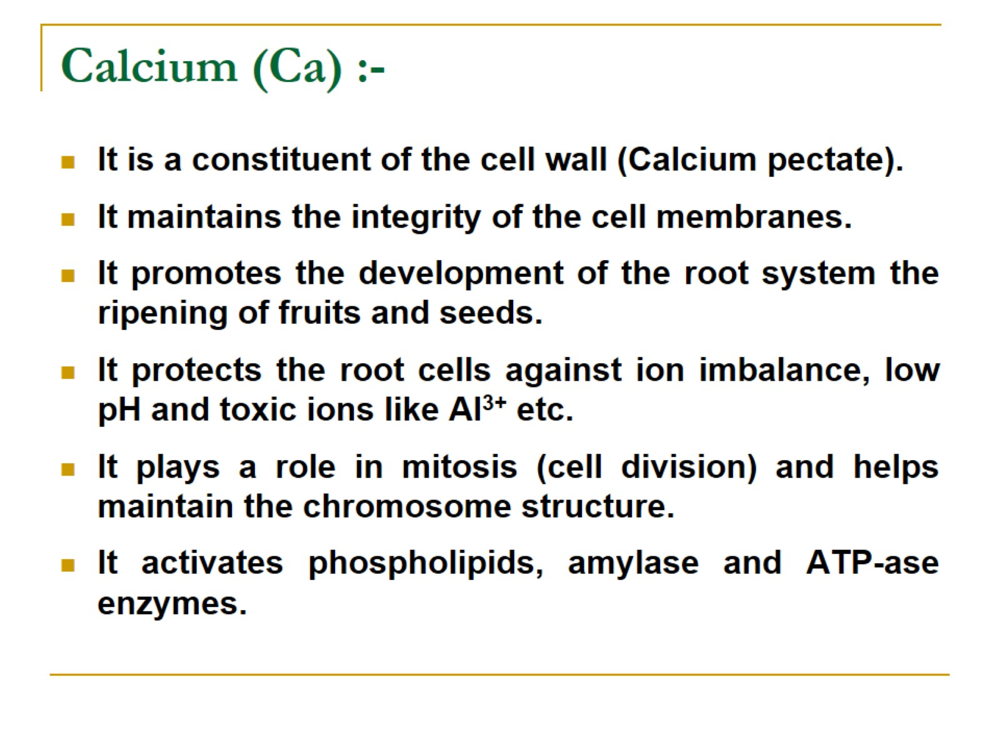 Calcium (Ca) :-
It is a constituent of the cell wall (Calcium pectate).
It maintains the integrity of the cell membranes.
It promotes the development of the root system the
ripening of fruits and seeds.
It protects the root cells against ion imbalance, low
pH and toxic ions like Al³⁺ etc.
It plays a role in mitosis (cell division) and helps
maintain the chromosome structure.
It activates phospholipids, amylase and ATP-ase
enzymes.